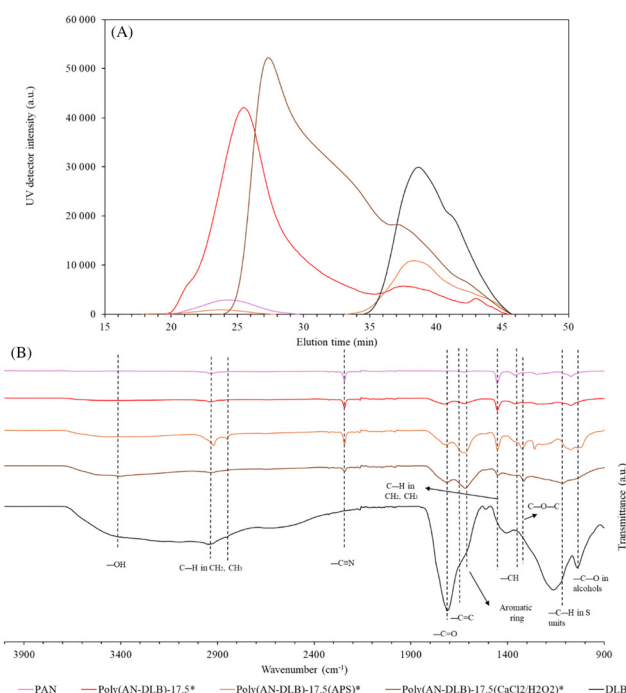 (A)
60 000
50 000
40 000
30 000
20 000
10 000
0
UV detector intensity (a.u.)
15 20 25 30 35 40 45 50
Elution time (min)
(B)
C—H in
CH₂, CH₃
C—O—C
—OH
C—H in CH₂, CH₃
—C≡N
—CH
—C—O in
alcohols
—C=C
Aromatic
ring
—C—H in S
units
—C=O
Transmittance (a.u.)
3900 3400 2900 2400 1900 1400 900
Wavenumber (cm⁻¹)
PAN Poly(AN-DLB)-17.5* Poly(AN-DLB)-17.5(APS)* Poly(AN-DLB)-17.5(CaCl2/H2O2)* DLB